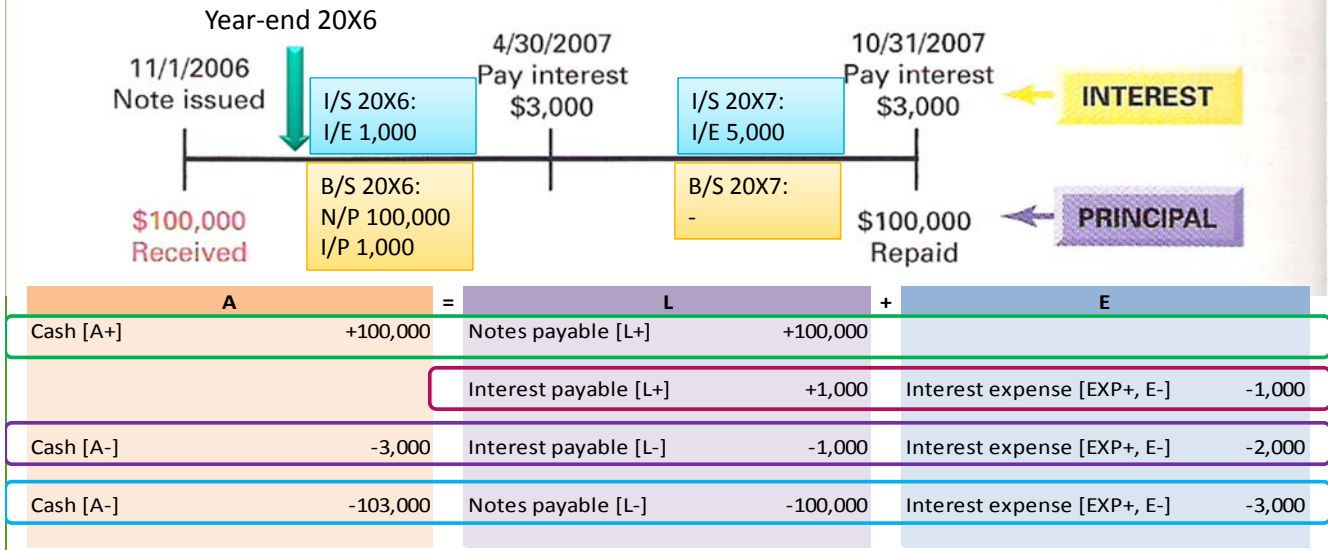 Year-end 20X6
11/1/2006
Note issued
4/30/2007
Pay interest
$3,000
10/31/2007
Pay interest
$3,000
INTEREST
I/S 20X6:
I/E 1,000
I/S 20X7:
I/E 5,000
B/S 20X6:
N/P 100,000
I/P 1,000
B/S 20X7:
-
$100,000
Received
$100,000
Repaid
PRINCIPAL
A = L + E
Cash [A+] +100,000 Notes payable [L+] +100,000
Interest payable [L+] +1,000 Interest expense [EXP+, E-] -1,000
Cash [A-] -3,000 Interest payable [L-] -1,000 Interest expense [EXP+, E-] -2,000
Cash [A-] -103,000 Notes payable [L-] -100,000 Interest expense [EXP+, E-] -3,000